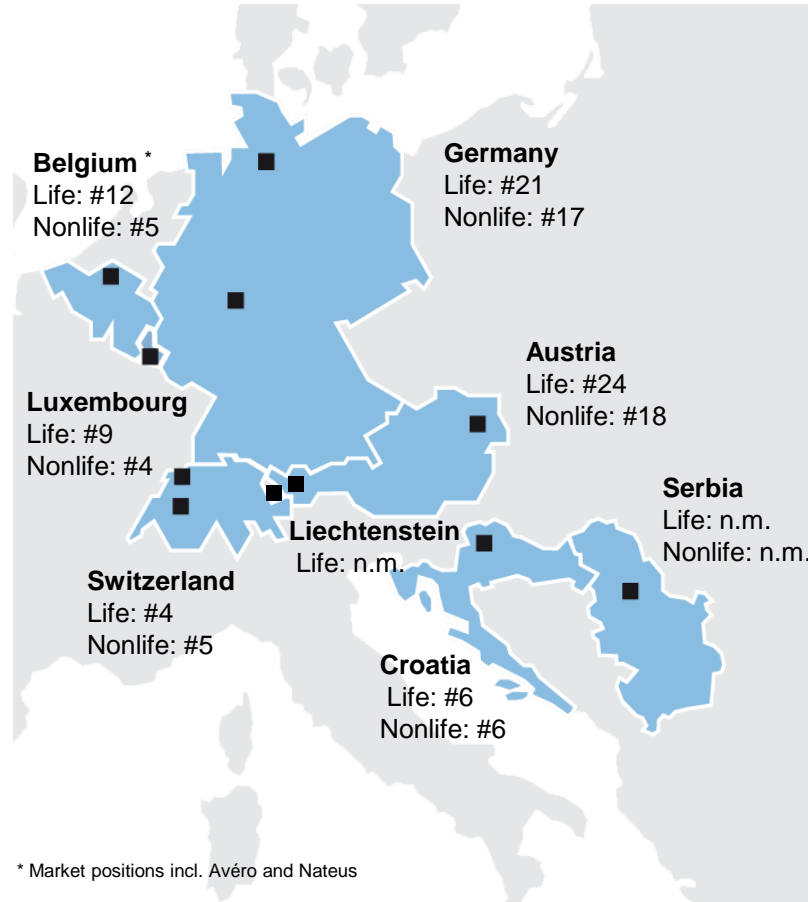 Belgium *
Life: #12
Nonlife: #5
Germany
Life: #21
Nonlife: #17
Austria
Life: #24
Nonlife: #18
Luxembourg
Life: #9
Nonlife: #4
Serbia
Life: n.m.
Nonlife: n.m.
Liechtenstein
Life: n.m.
Switzerland
Life: #4
Nonlife: #5
Croatia
Life: #6
Nonlife: #6
* Market positions incl. Avéro and Nateus